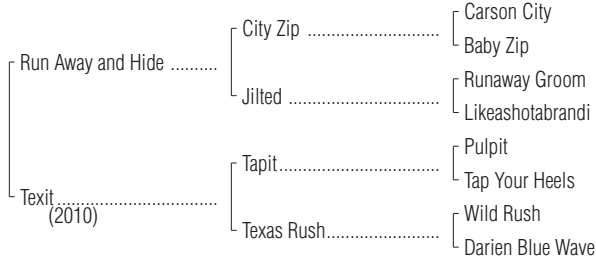 Carson City
City Zip ..........................
Baby Zip
Run Away and Hide ..........
Runaway Groom
Jilted ..............................
Likeashotabrandi
Pulpit
Tapit................................
Tap Your Heels
Texit................................
(2010)
Wild Rush
Texas Rush.......................
Darien Blue Wave